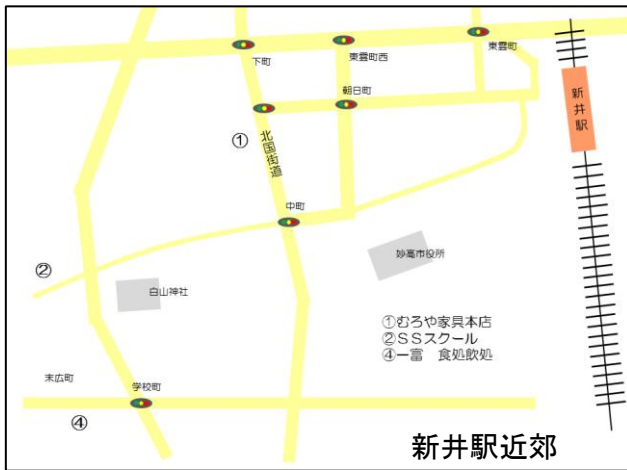 下町
東雲町西
東雲町
朝日町
新井駅
①
北国街道
中町
妙高市役所
②
白山神社
①むろや家具本店
②SSスクール
④一富 食処飲処
末広町
学校町
④
新井駅近郊